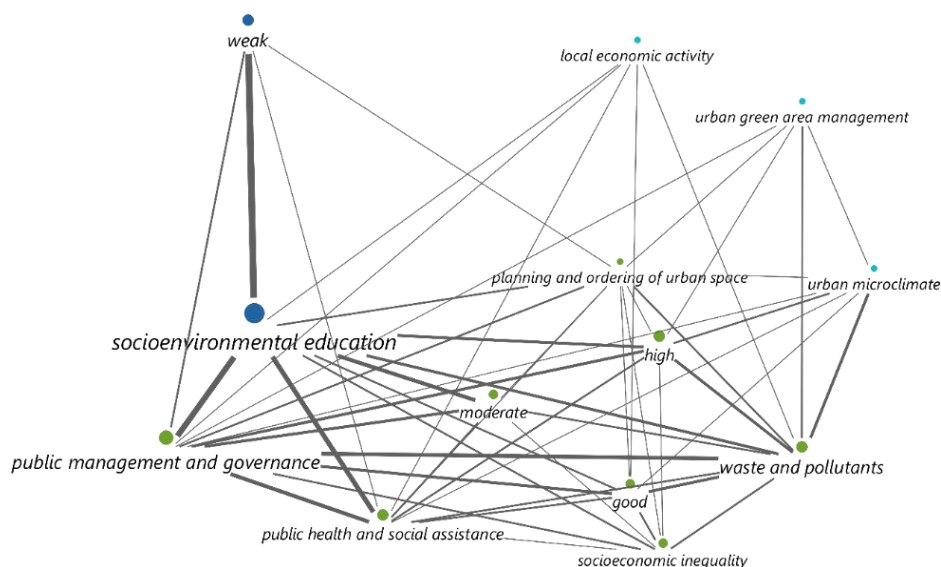 weak
local economic activity
urban green area management
planning and ordering of urban space
urban microclimate
socioenvironmental education
high
moderate
public management and governance
waste and pollutants
good
public health and social assistance
socioeconomic inequality